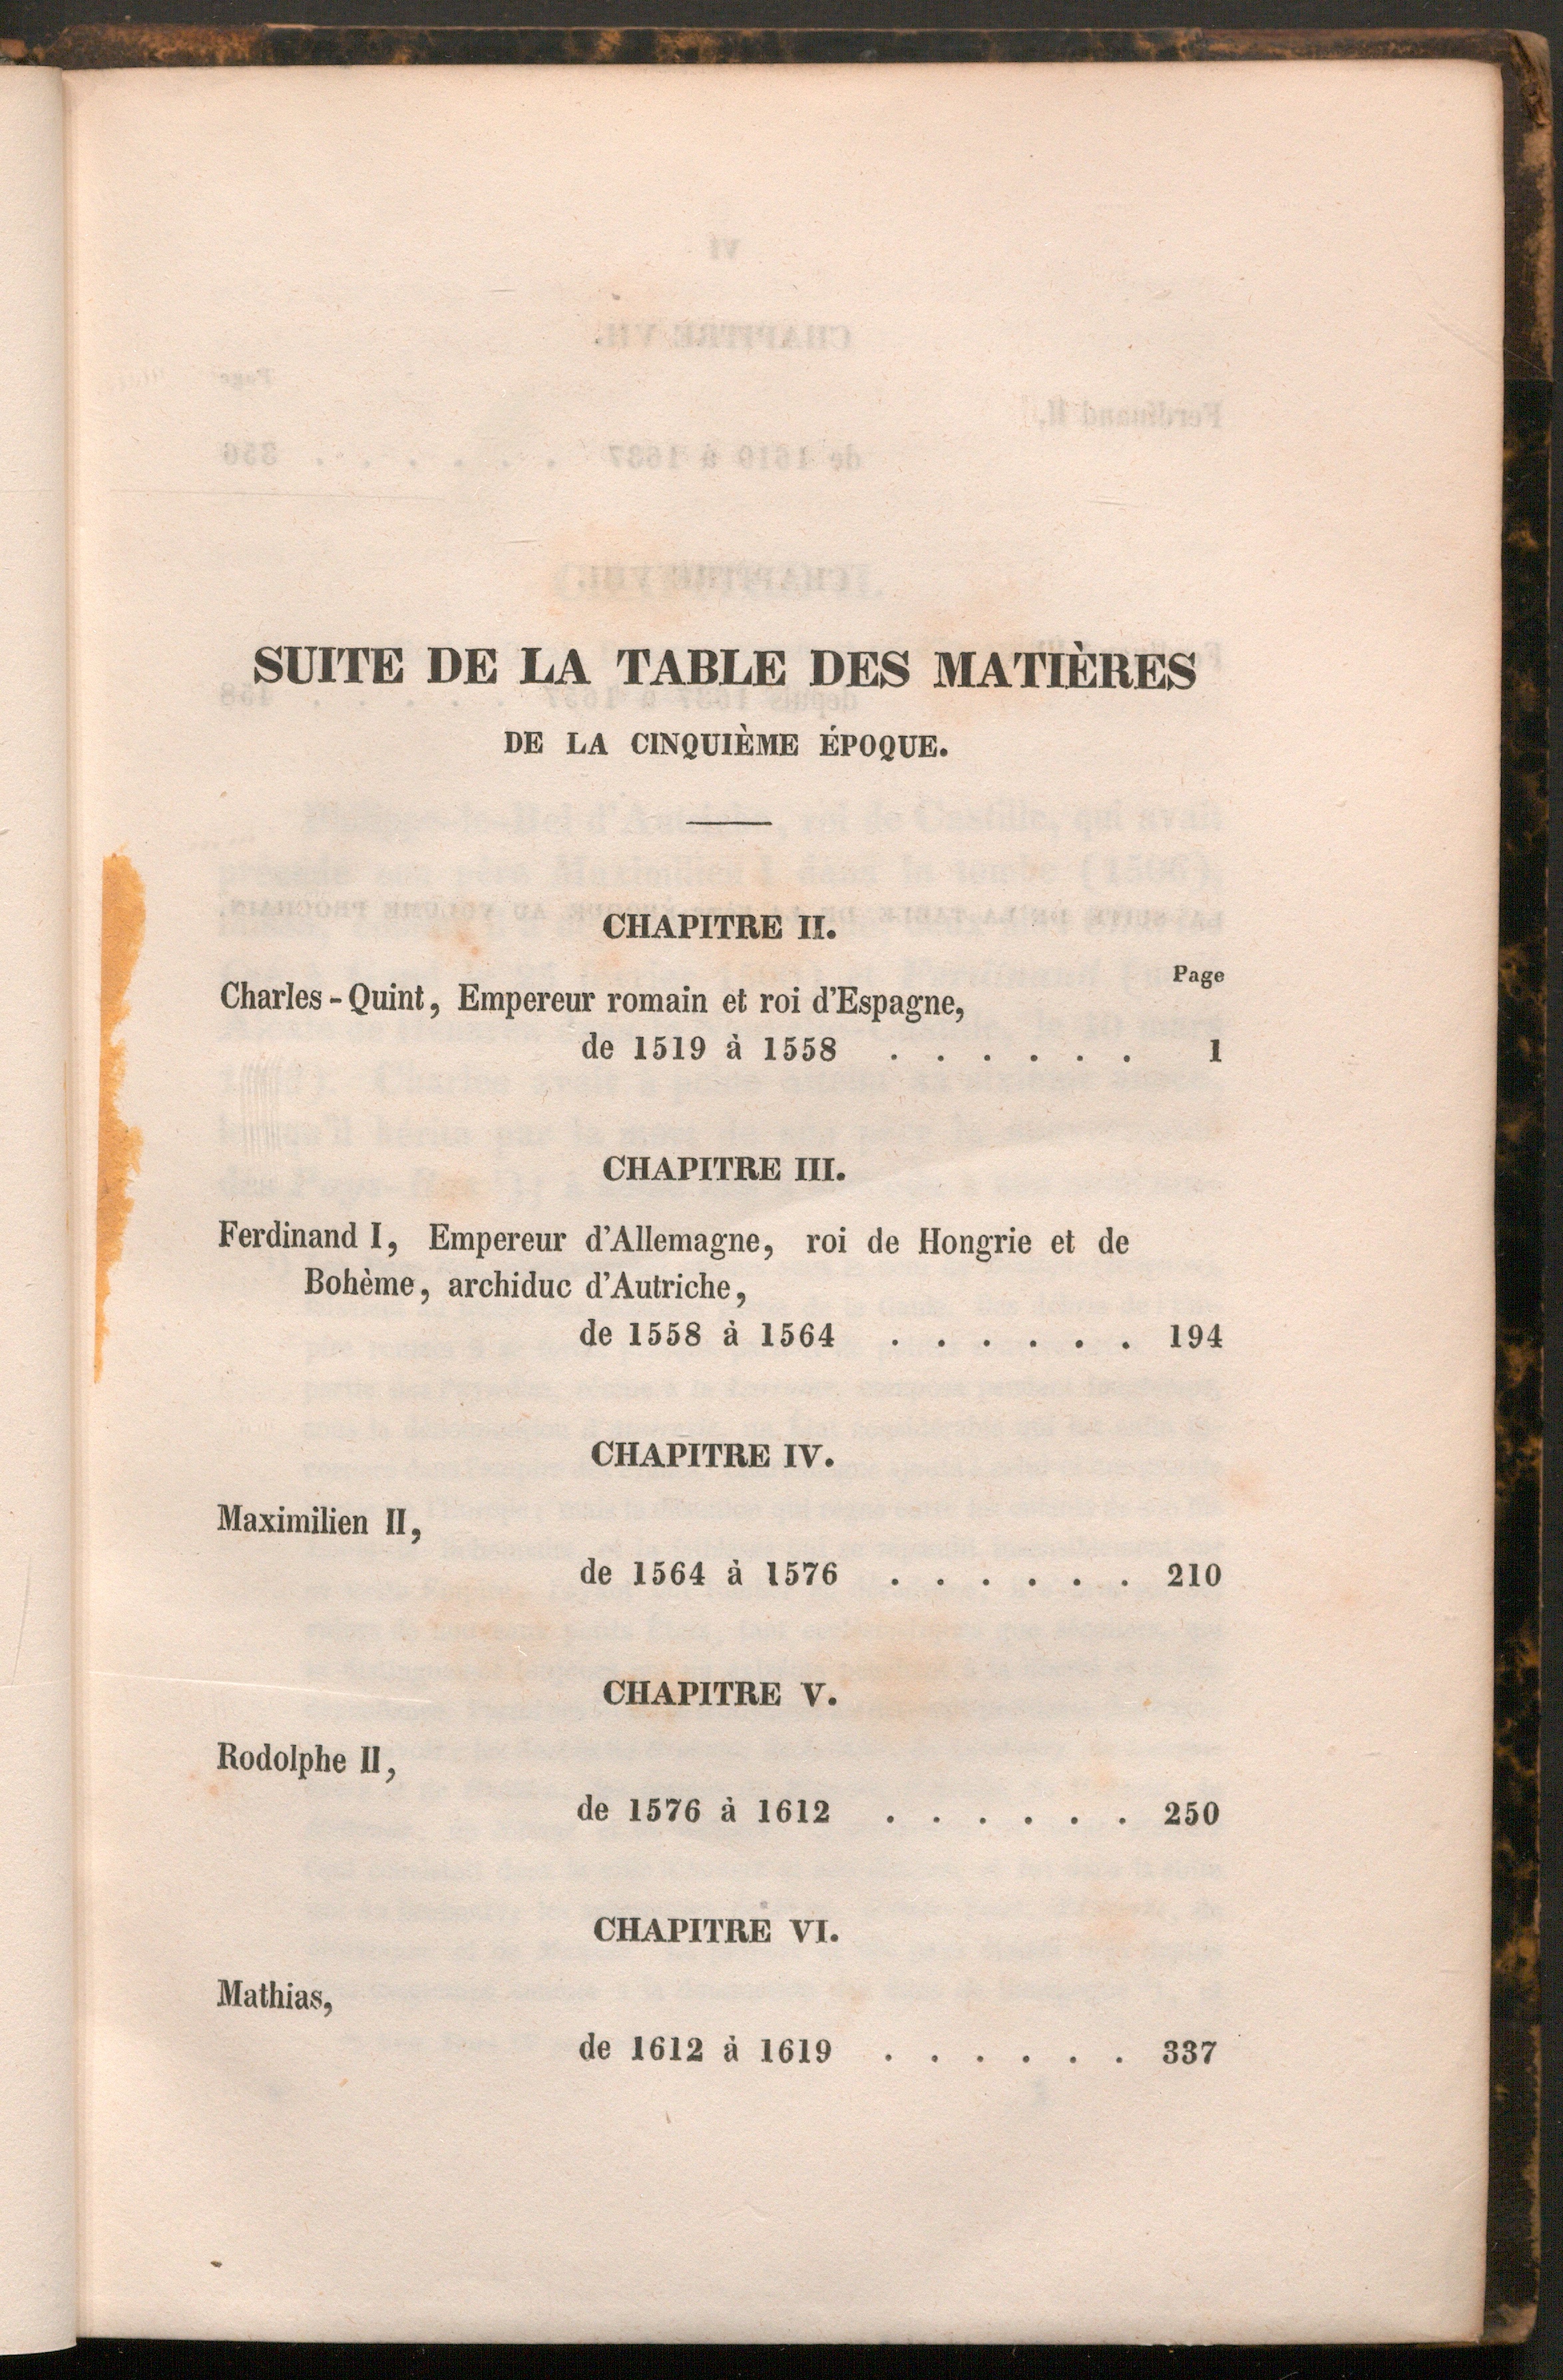 SUITE DE LA TABLE DES MATIÈRES
DE LA CINQUIÈME ÉPOQUE.
CHAPITRE II.
Page
Charles-Quint, Empereur romain et roi d'Espagne,
de 1519 à 1558 . . . . . . 1
CHAPITRE III.
Ferdinand I, Empereur d'Allemagne, roi de Hongrie et de
Bohème, archiduc d'Autriche,
de 1558 à 1564 . . . . . . 194
CHAPITRE IV.
Maximilien II,
de 1564 à 1576 . . . . . . 210
CHAPITRE V.
Rodolphe II,
de 1576 à 1612 . . . . . . 250
CHAPITRE VI.
Mathias,
de 1612 à 1619 . . . . . . 337